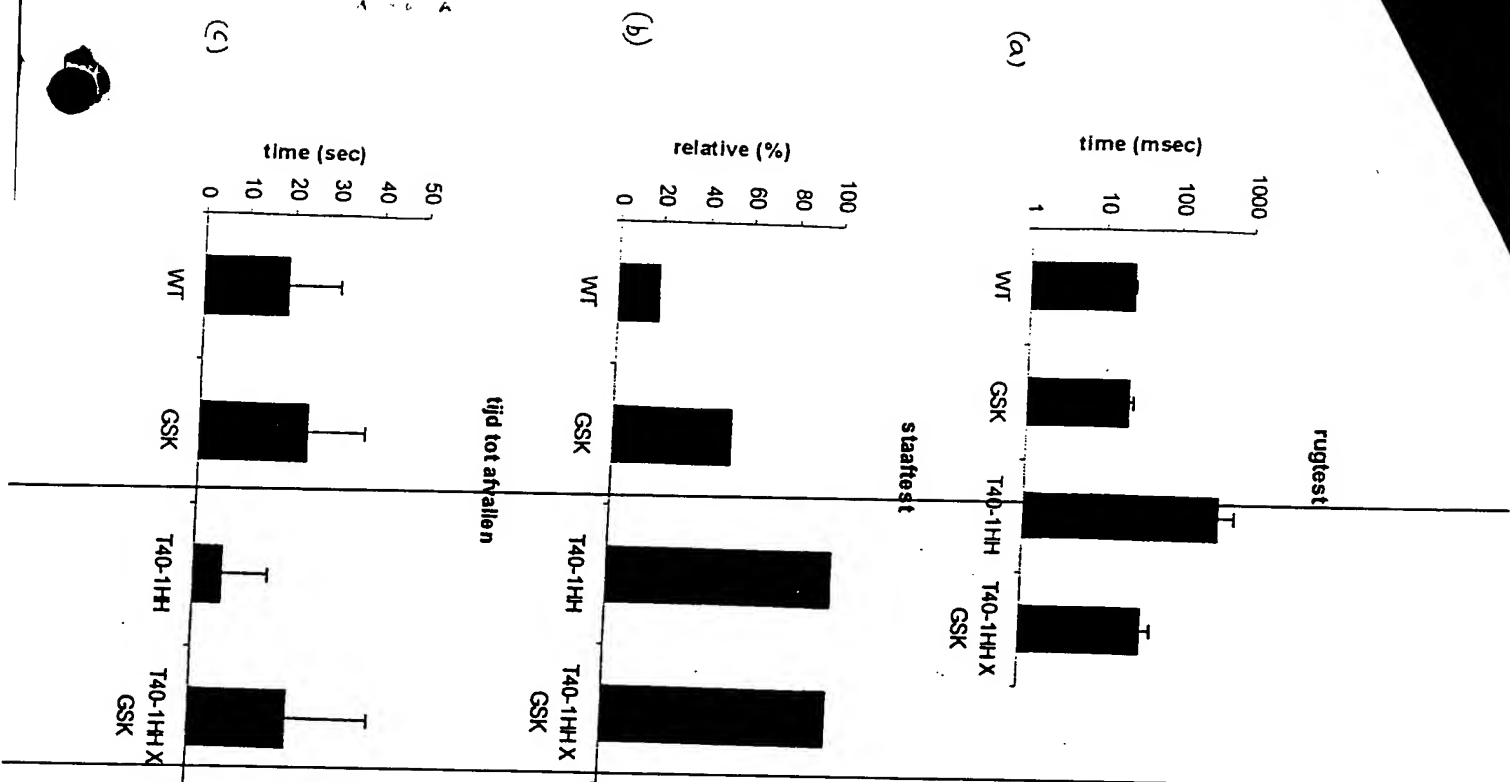 (a)
rugtest
time (msec)
1000
100
10
1
WT
GSK
T40-1HH
T40-1HH X
GSK
(b)
staaftest
relative (%)
100
80
60
40
20
0
WT
GSK
T40-1HH
T40-1HH X
GSK
(c)
tijd tot afvallen
time (sec)
50
40
30
20
10
0
WT
GSK
T40-1HH
T40-1HH X
GSK